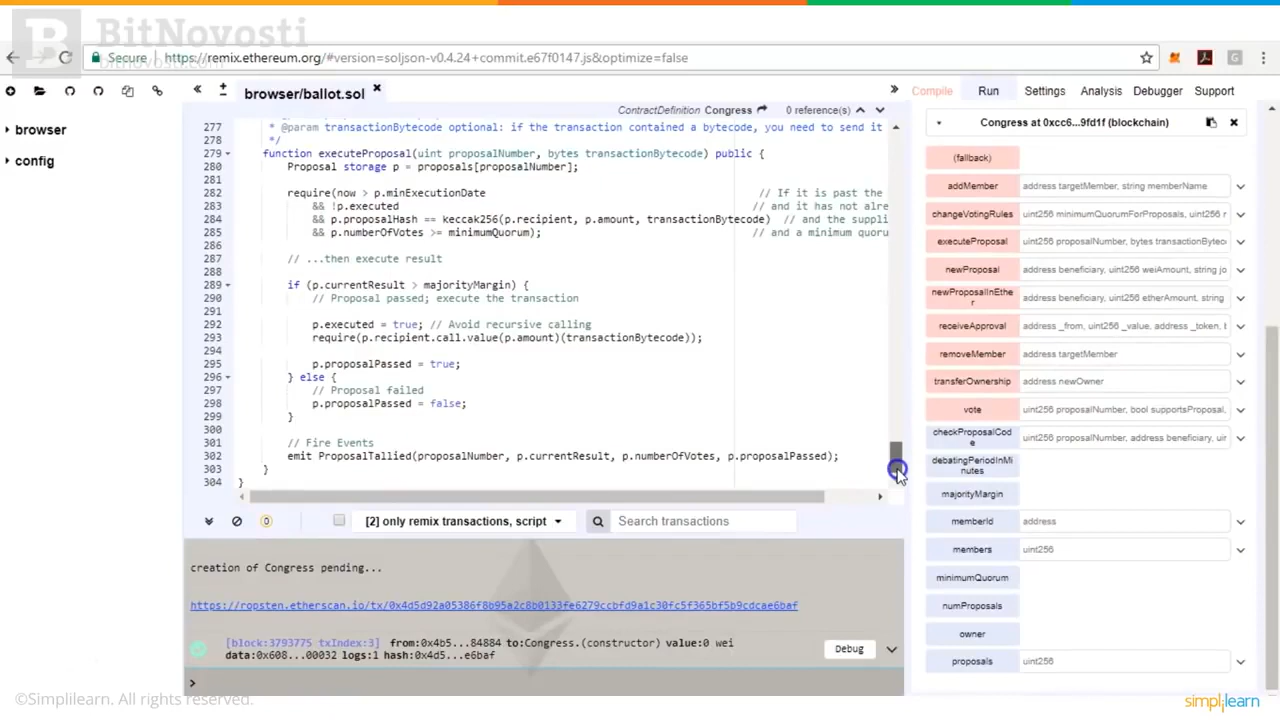 BitNovosti
bitnovosti.com
Secure
https://remix.ethereum.org/#version=soljson-v0.4.24+commit.e67f0147.js&optimize=false
browser
config
browser/ballot.sol
ContractDefinition Congress 0 reference(s)
277 * @param transactionBytecode optional: if the transaction contained a bytecode, you need to send it
278 */
279 function executeProposal(uint proposalNumber, bytes transactionBytecode) public {
280 Proposal storage p = proposals[proposalNumber];
281
282 require(now > p.minExecutionDate // If it is past the
283 && !p.executed // and it has not alre
284 && p.proposalHash == keccak256(p.recipient, p.amount, transactionBytecode) // and the suppli
285 && p.numberOfVotes >= minimumQuorum); // and a minimum quoru
286
287 // ...then execute result
288
289 if (p.currentResult > majorityMargin) {
290 // Proposal passed; execute the transaction
291
292 p.executed = true; // Avoid recursive calling
293 require(p.recipient.call.value(p.amount)(transactionBytecode));
294
295 p.proposalPassed = true;
296 } else {
297 // Proposal failed
298 p.proposalPassed = false;
299 }
300
301 // Fire Events
302 emit ProposalTallied(proposalNumber, p.currentResult, p.numberOfVotes, p.proposalPassed);
303 }
304 }
0 [2] only remix transactions, script Search transactions
creation of Congress pending...
https://ropsten.etherscan.io/tx/0x4d5d92a05386f8b95a2c8b0133fe6279ccbfd9a1c30fc5f365bf5b9cdcae6baf
[block:3793775 txIndex:3] from:0x4b5...84884 to:Congress.(constructor) value:0 wei
data:0x608...00032 logs:1 hash:0x4d5...e6baf
Debug
>
Compile Run Settings Analysis Debugger Support
Congress at 0xcc6...9fd1f (blockchain)
(fallback)
addMember address targetMember, string memberName
changeVotingRules uint256 minimumQuorumForProposals, uint256 r
executeProposal uint256 proposalNumber, bytes transactionBytec
newProposal address beneficiary, uint256 weiAmount, string jo
newProposalInEthe
r
address beneficiary, uint256 etherAmount, string
receiveApproval address _from, uint256 _value, address _token, b
removeMember address targetMember
transferOwnership address newOwner
vote uint256 proposalNumber, bool supportsProposal,
checkProposalCod
e
uint256 proposalNumber, address beneficiary, uir
debatingPeriodInMi
nutes
majorityMargin
memberId address
members uint256
minimumQuorum
numProposals
owner
proposals uint256
©Simplilearn. All rights reserved.
simplilearn